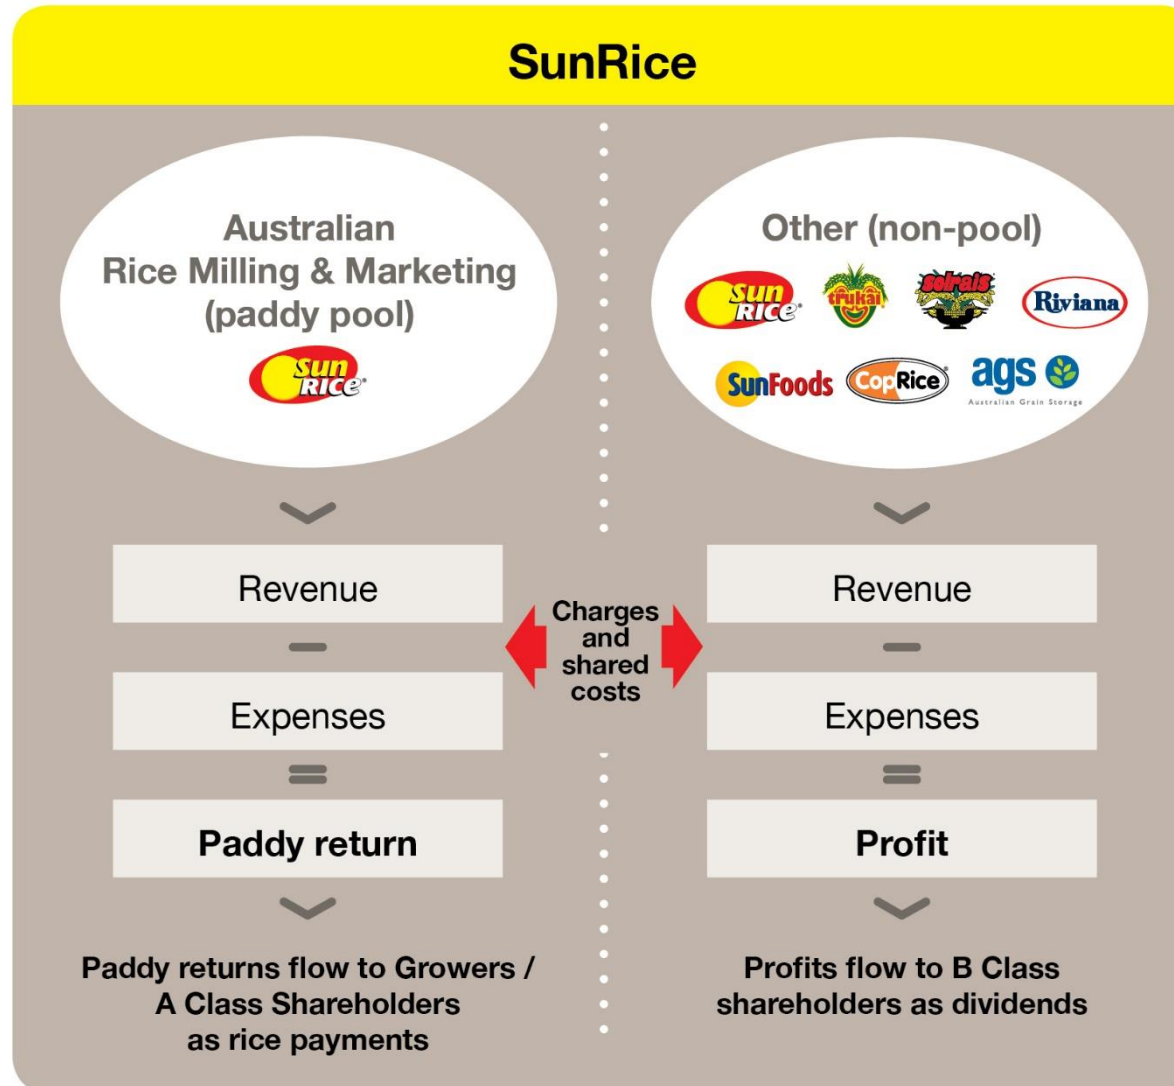 SunRice
Australian
Rice Milling & Marketing
(paddy pool)
Sun
RICE®
Revenue
Expenses
Paddy return
Paddy returns flow to Growers /
A Class Shareholders
as rice payments
Charges
and
shared
costs
Other (non-pool)
Sun
RICE®
trukai
solrais
Riviana
SunFoods
CopRice®
ags
Australian Grain Storage
Revenue
Expenses
Profit
Profits flow to B Class
shareholders as dividends